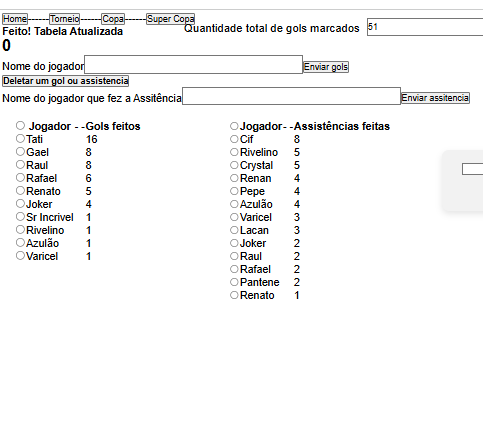 Home-------Torneio-------Copa-------Super Copa
Feito! Tabela Atualizada
Quantidade total de gols marcados 51
0
Nome do jogador Enviar gols
Deletar um gol ou assistencia
Nome do jogador que fez a Assitência Enviar assitencia
Jogador - -Gols feitos
Tati 16
Gael 8
Raul 8
Rafael 6
Renato 5
Joker 4
Sr Incrivel 1
Rivelino 1
Azulão 1
Varicel 1
Jogador- -Assistências feitas
Cif 8
Rivelino 5
Crystal 5
Renan 4
Pepe 4
Azulão 4
Varicel 3
Lacan 3
Joker 2
Raul 2
Rafael 2
Pantene 2
Renato 1